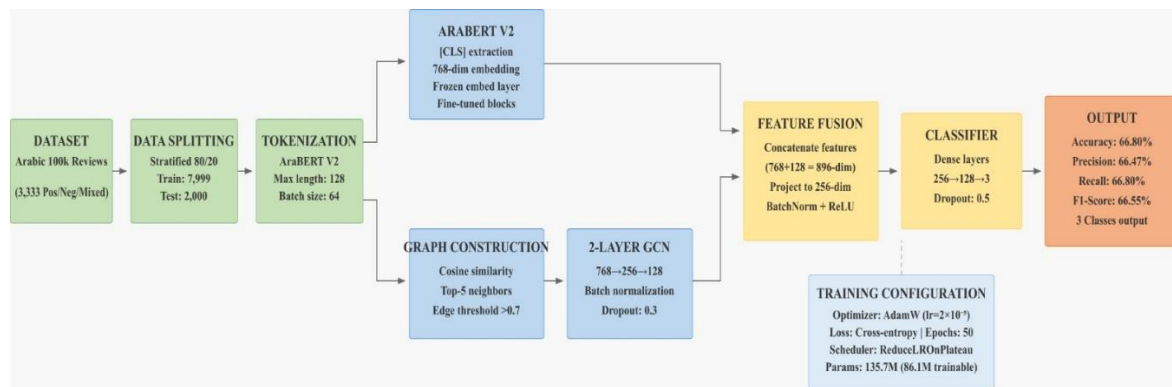 DATASET
Arabic 100k Reviews
(3,333 Pos/Neg/Mixed)
DATA SPLITTING
Stratified 80/20
Train: 7,999
Test: 2,000
TOKENIZATION
AraBERT V2
Max length: 128
Batch size: 64
ARABERT V2
[CLS] extraction
768-dim embedding
Frozen embed layer
Fine-tuned blocks
GRAPH CONSTRUCTION
Cosine similarity
Top-5 neighbors
Edge threshold >0.7
2-LAYER GCN
768→256→128
Batch normalization
Dropout: 0.3
FEATURE FUSION
Concatenate features
(768+128 = 896-dim)
Project to 256-dim
BatchNorm + ReLU
CLASSIFIER
Dense layers
256→128→3
Dropout: 0.5
OUTPUT
Accuracy: 66.80%
Precision: 66.47%
Recall: 66.80%
F1-Score: 66.55%
3 Classes output
TRAINING CONFIGURATION
Optimizer: AdamW
Loss: Cross-entropy | Epochs: 50
Scheduler: ReduceLROnPlateau
Params: 135.7M (86.1M trainable)